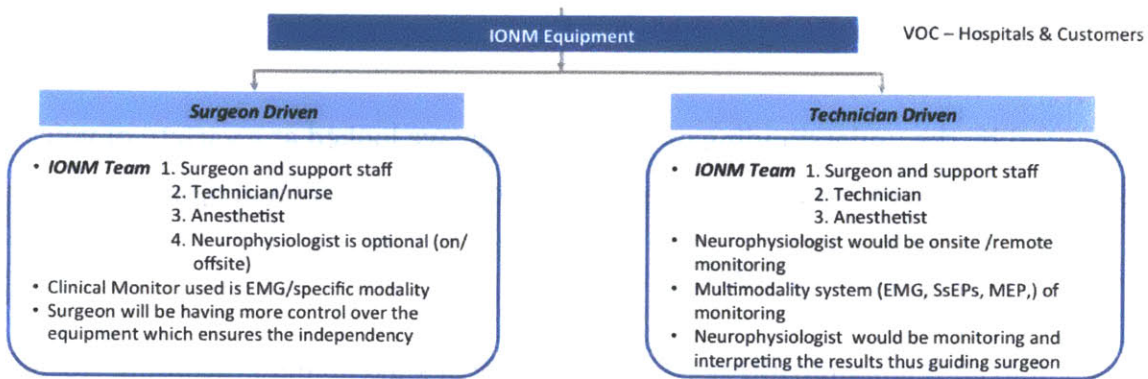 IONM Equipment
VOC – Hospitals & Customers
Surgeon Driven
• IONM Team 1. Surgeon and support staff
2. Technician/nurse
3. Anesthetist
4. Neurophysiologist is optional (on/
offsite)
• Clinical Monitor used is EMG/specific modality
• Surgeon will be having more control over the
equipment which ensures the independency
Technician Driven
• IONM Team 1. Surgeon and support staff
2. Technician
3. Anesthetist
• Neurophysiologist would be onsite /remote
monitoring
• Multimodality system (EMG, SsEPs, MEP,) of
monitoring
• Neurophysiologist would be monitoring and
interpreting the results thus guiding surgeon